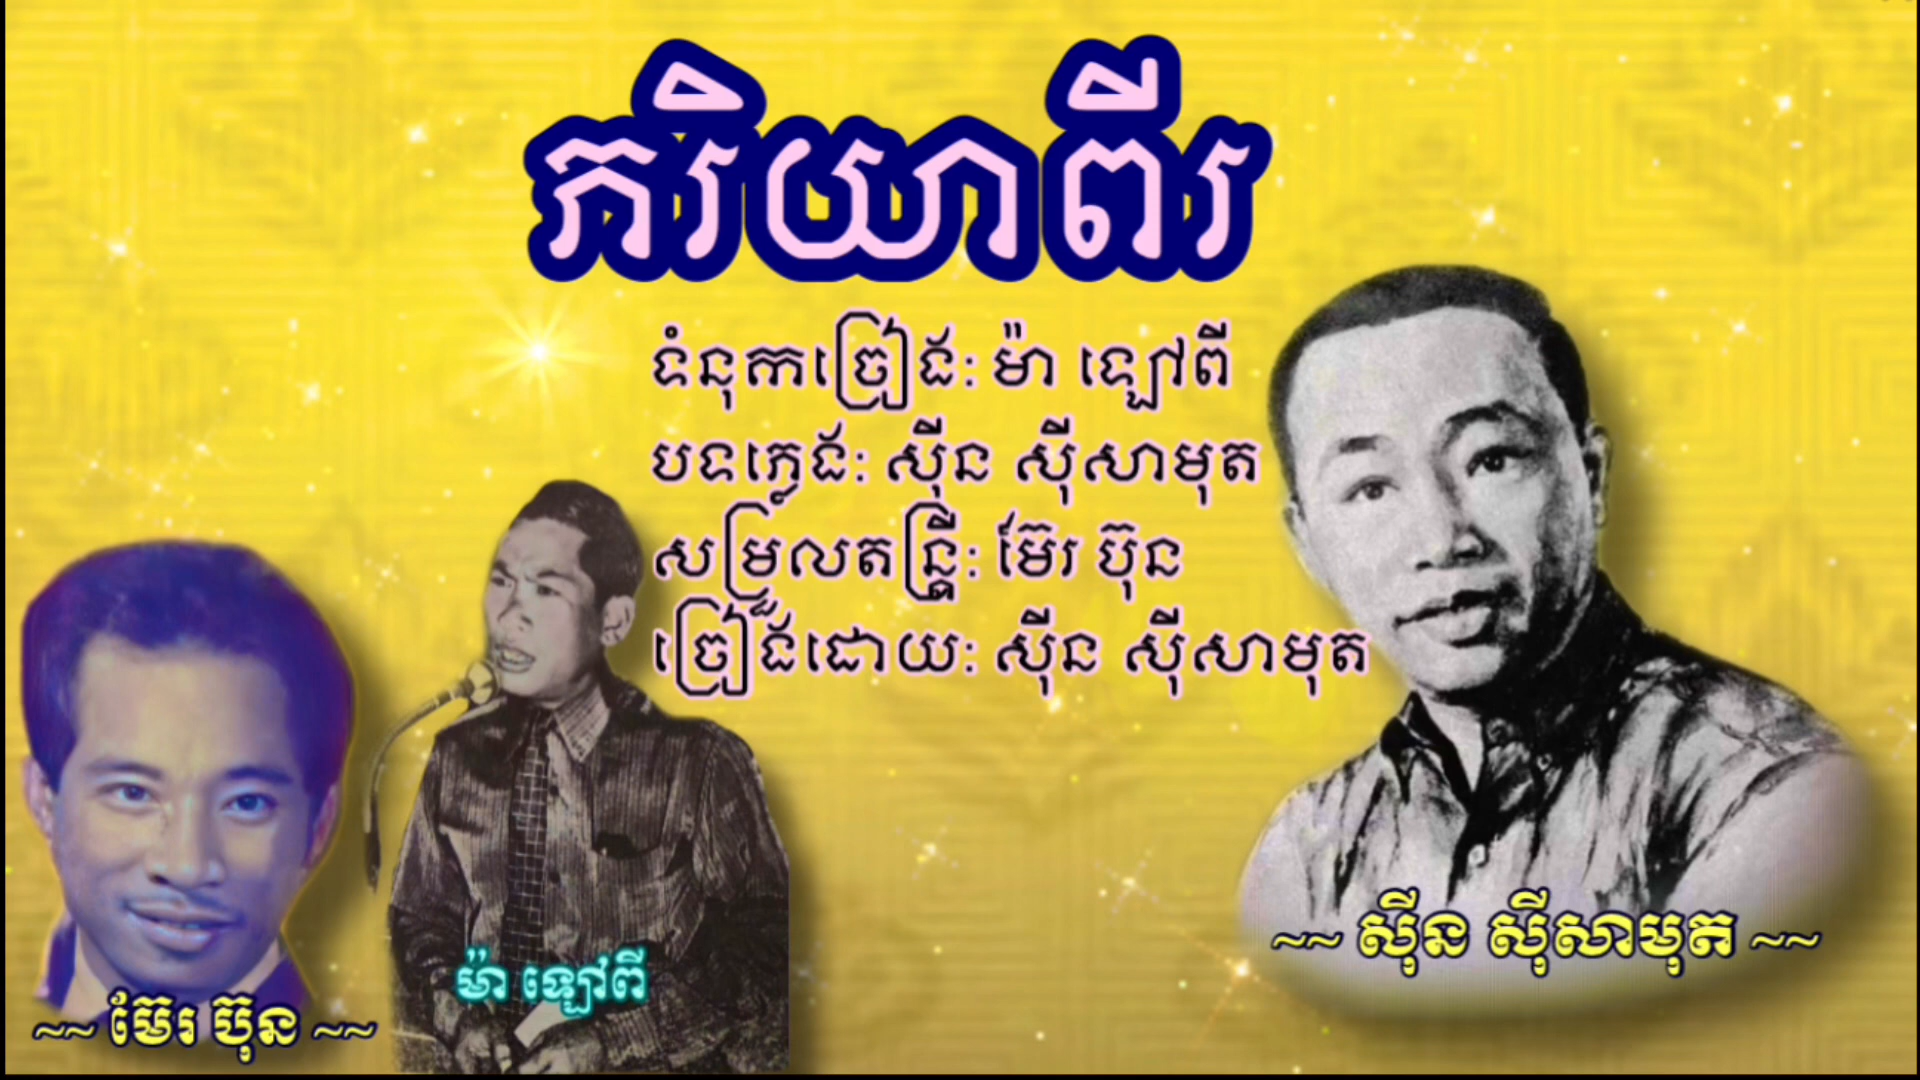 ភរិយាពីរ
ទំនុកច្រៀង: ម៉ា ឡៅពី
បទភ្លេង: ស៊ីន ស៊ីសាមុត
សម្រួលតន្ត្រី: ម៊ែរ ប៊ុន
ច្រៀងដោយ: ស៊ីន ស៊ីសាមុត
~~ ស៊ីន ស៊ីសាមុត ~~
ម៉ា ឡៅពី
~~ ម៊ែរ ប៊ុន ~~